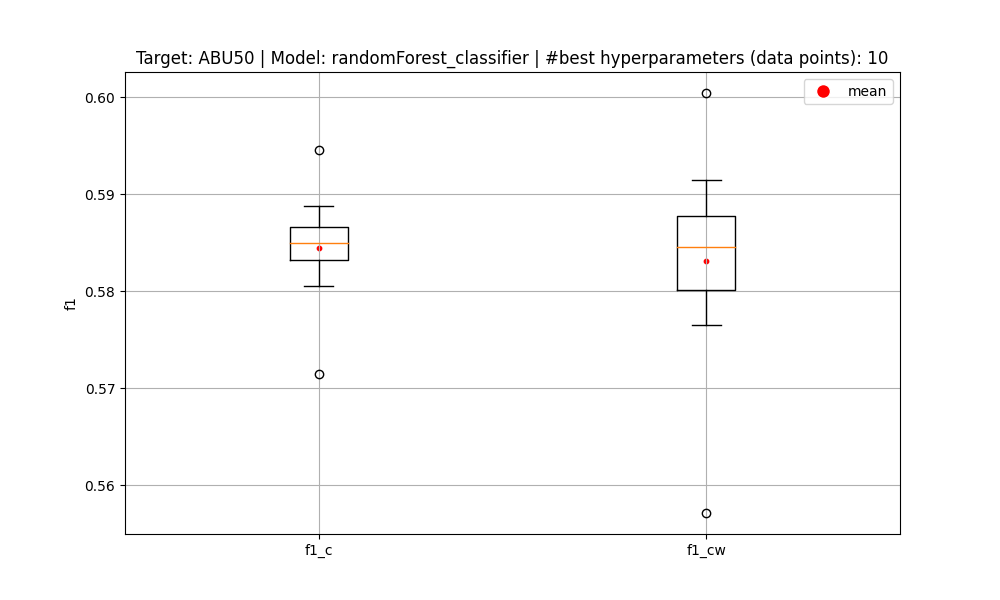 Target: ABU50 | Model: randomForest_classifier | #best hyperparameters (data points): 10
mean
0.60
0.59
0.58
0.57
0.56
f1
f1_c
f1_cw